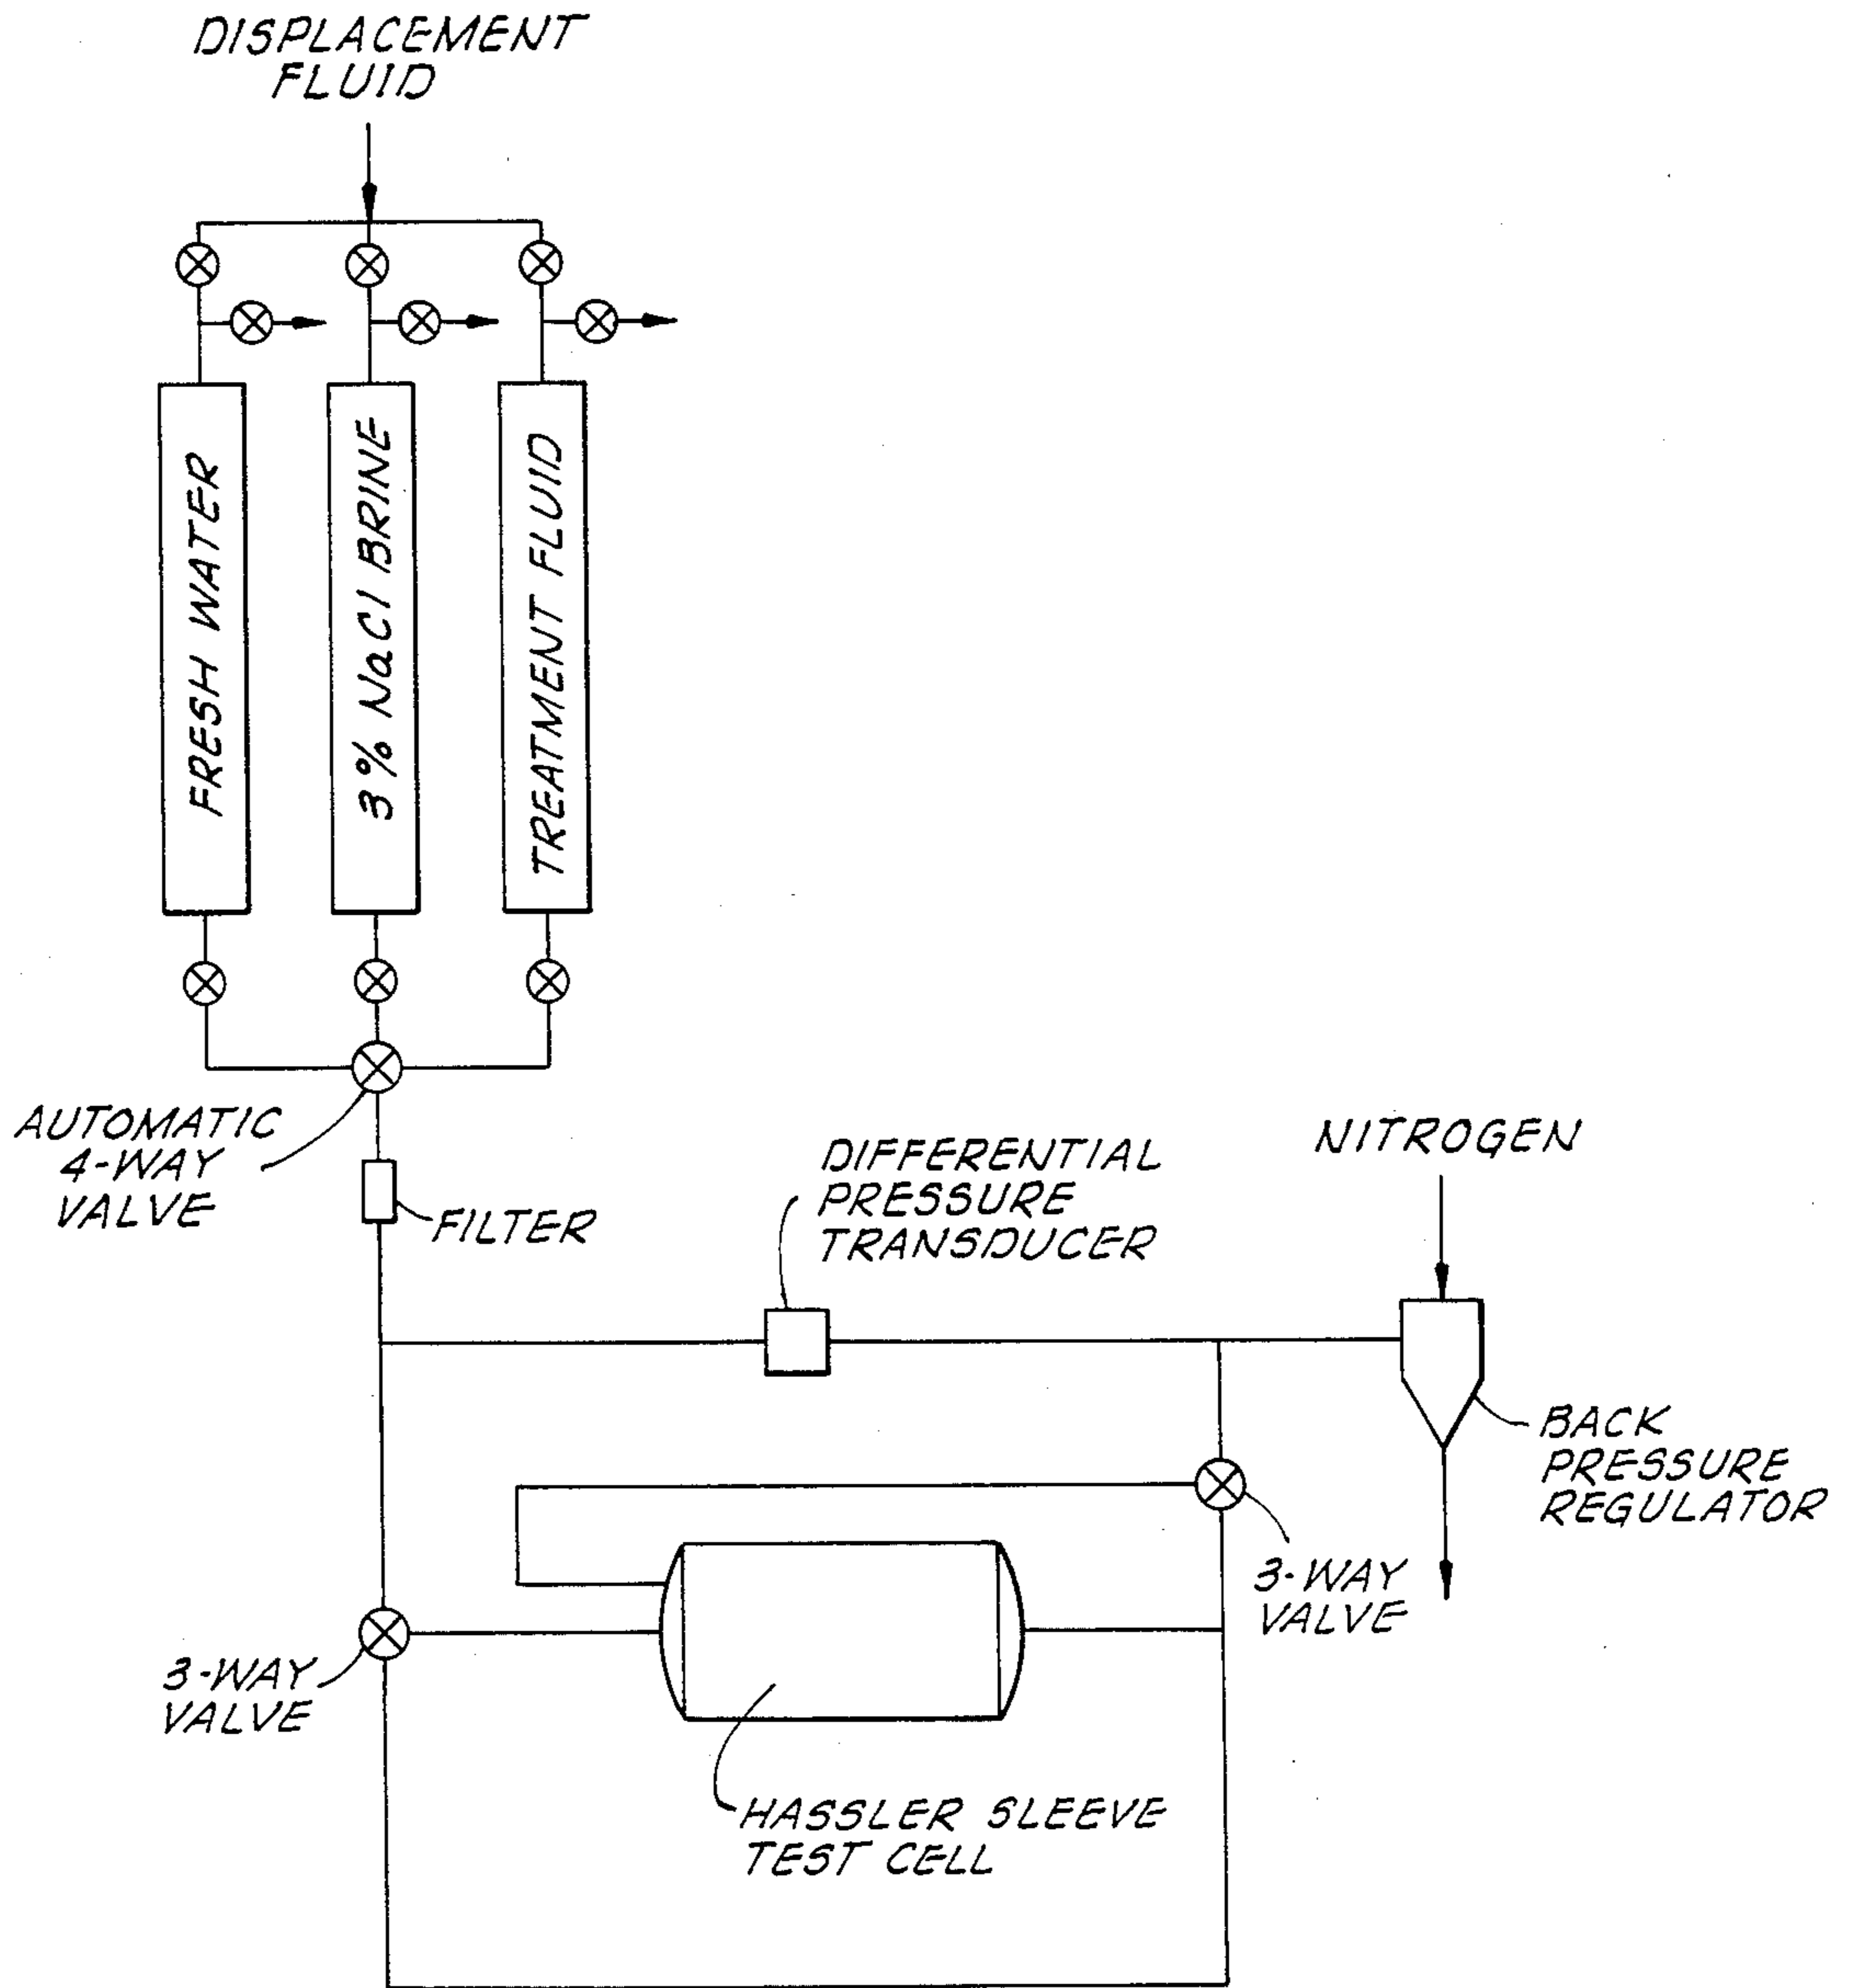 DISPLACEMENT
FLUID
FRESH WATER
3% NaCl BRINE
TREATMENT FLUID
AUTOMATIC
4-WAY
VALVE
FILTER
DIFFERENTIAL
PRESSURE
TRANSDUCER
NITROGEN
BACK
PRESSURE
REGULATOR
3-WAY
VALVE
3-WAY
VALVE
HASSLER SLEEVE
TEST CELL